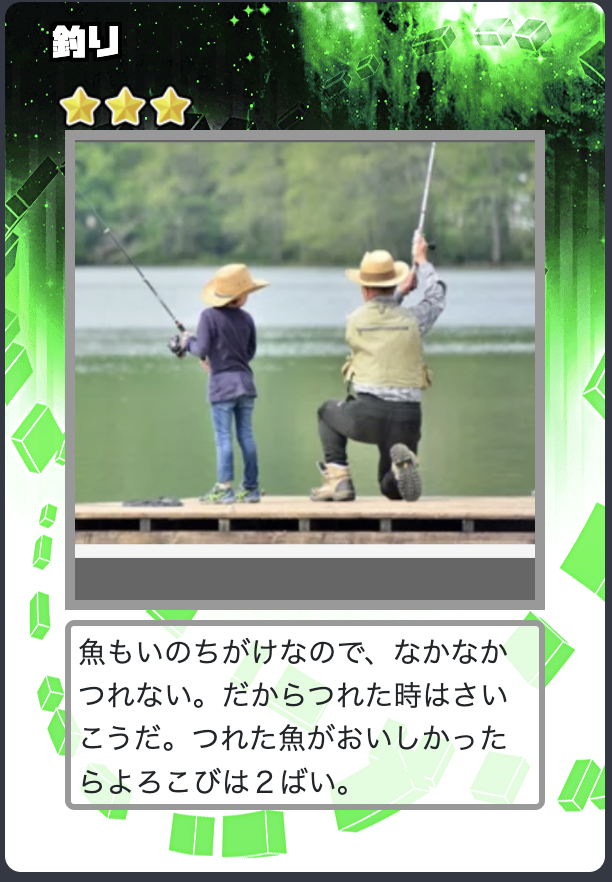 釣り
魚もいのちがけなので、なかなか
つれない。だからつれた時はさい
こうだ。つれた魚がおいしかった
らよろこびは２ばい。